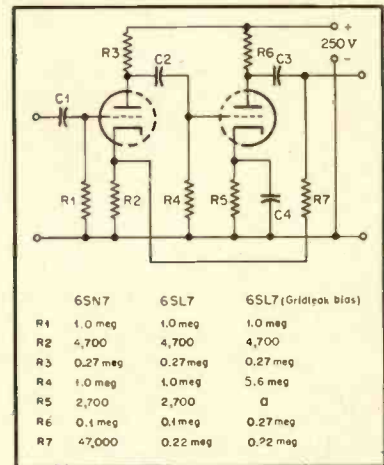 R3
C2
R6
C3
+
250 V
-
C1
R1
R2
R4
R5
C4
R7
6SN7 6SL7 6SL7 (Gridleak bias)
R1 1.0 meg 1.0 meg 1.0 meg
R2 4,700 4,700 4,700
R3 0.27 meg 0.27 meg 0.27 meg
R4 1.0 meg 1.0 meg 5.6 meg
R5 2,700 2,700 0
R6 0.1 meg 0.1 meg 0.27 meg
R7 47,000 0.22 meg 0.22 meg